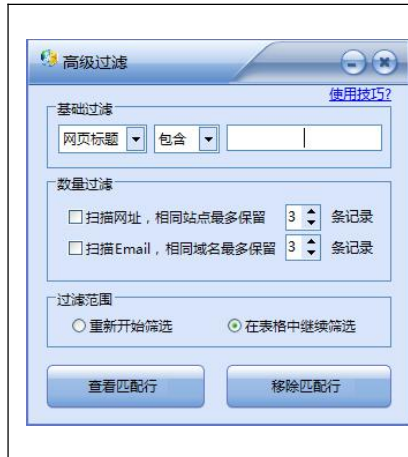 高级过滤
使用技巧?
基础过滤
网页标题 包含
数量过滤
扫描网址，相同站点最多保留 3 条记录
扫描Email，相同域名最多保留 3 条记录
过滤范围
重新开始筛选 在表格中继续筛选
查看匹配行 移除匹配行